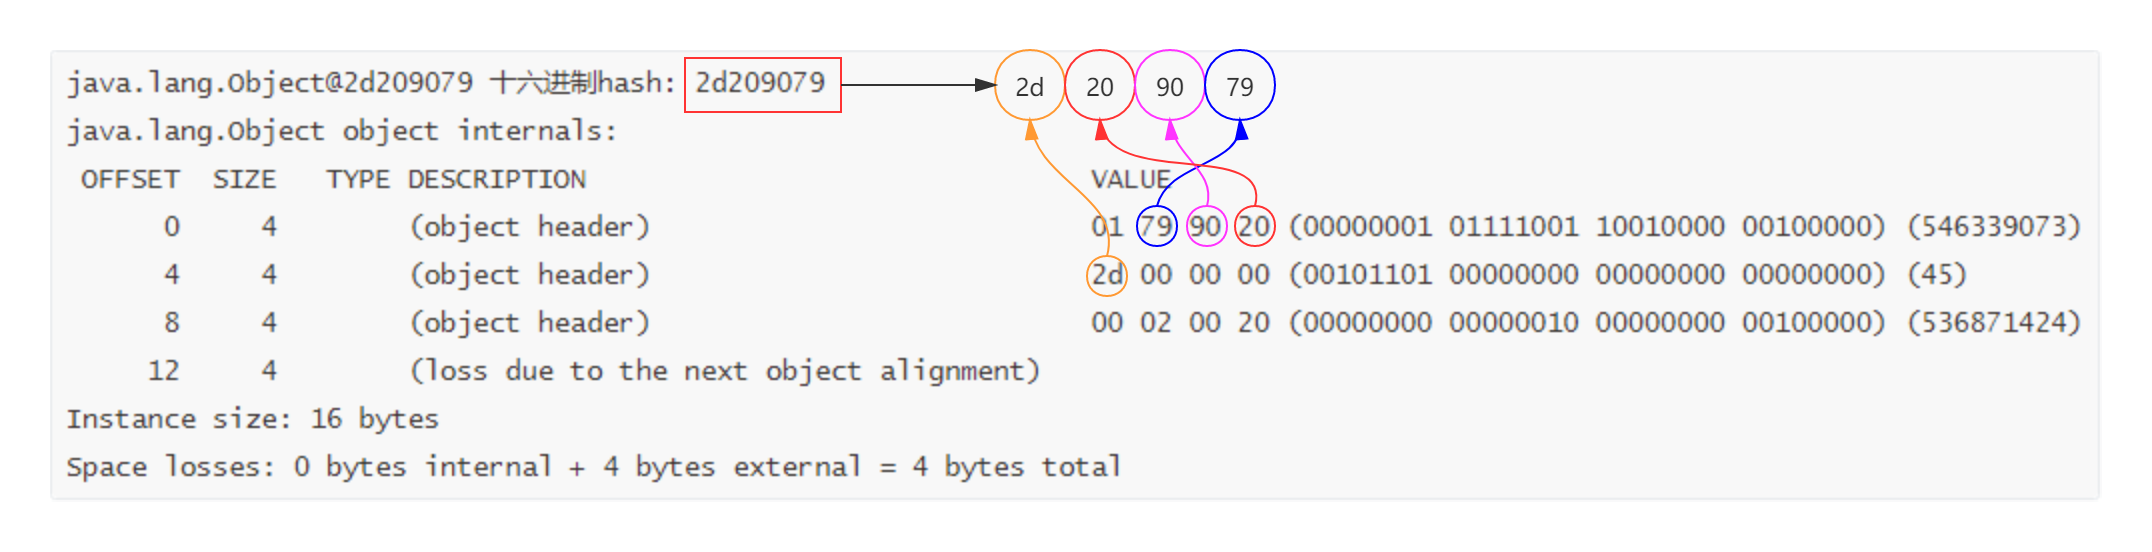 java.lang.Object@2d209079 十六进制hash: 2d209079 2d 20 90 79
java.lang.Object object internals:
OFFSET SIZE TYPE DESCRIPTION VALUE
0 4 (object header) 01 79 90 20 (00000001 01111001 10010000 00100000) (546339073)
4 4 (object header) 2d 00 00 00 (00101101 00000000 00000000 00000000) (45)
8 4 (object header) 00 02 00 20 (00000000 00000010 00000000 00100000) (536871424)
12 4 (loss due to the next object alignment)
Instance size: 16 bytes
Space losses: 0 bytes internal + 4 bytes external = 4 bytes total